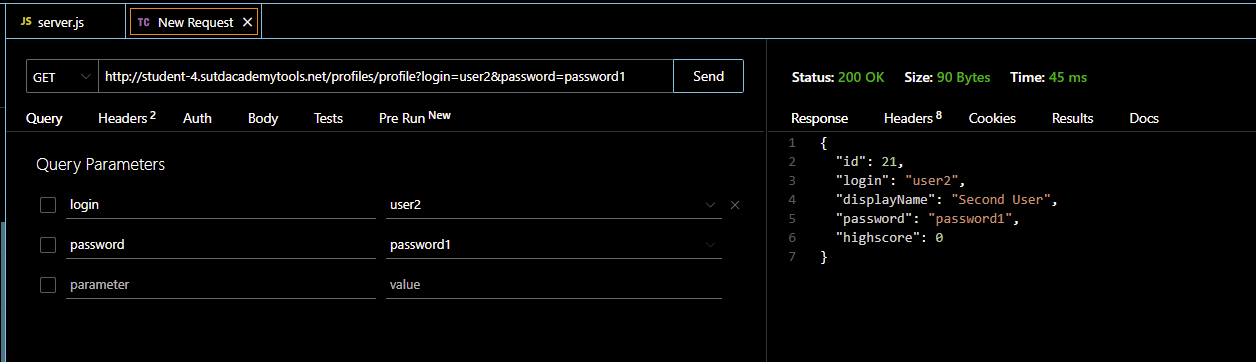 JS server.js
TC New Request ×
GET http://student-4.sutdacademytools.net/profiles/profile?login=user2&password=password1 Send
Query Headers 2 Auth Body Tests Pre Run New
Query Parameters
login user2
password password1
parameter value
Status: 200 OK Size: 90 Bytes Time: 45 ms
Response Headers 8 Cookies Results Docs
1 {
2 "id": 21,
3 "login": "user2",
4 "displayName": "Second User",
5 "password": "password1",
6 "highscore": 0
7 }